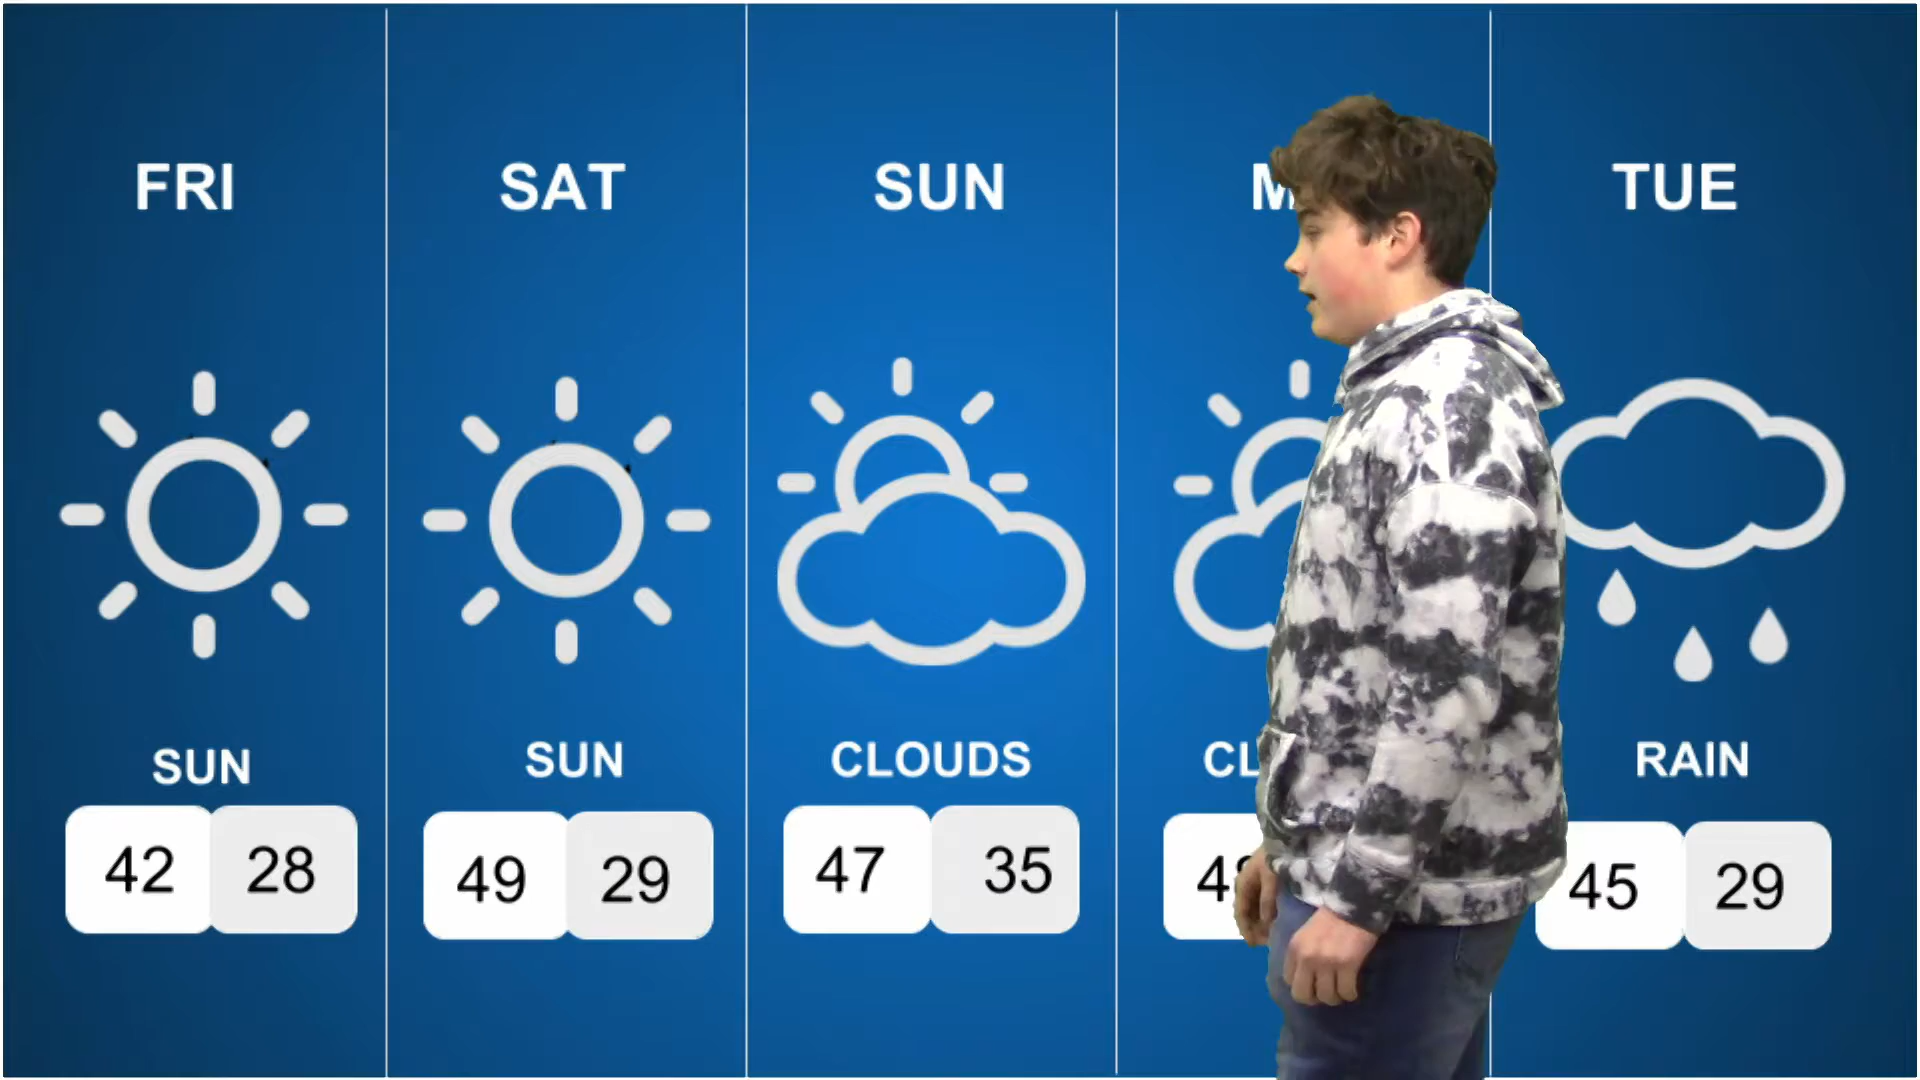 FRI SAT SUN TUE
SUN SUN CLOUDS RAIN
42 28 49 29 47 35 45 29